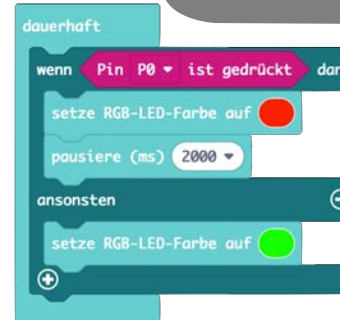 dauerhaft
wenn Pin P0 ist gedrückt
setze RGB-LED-Farbe auf
pausiere (ms) 2000
ansonsten
setze RGB-LED-Farbe auf